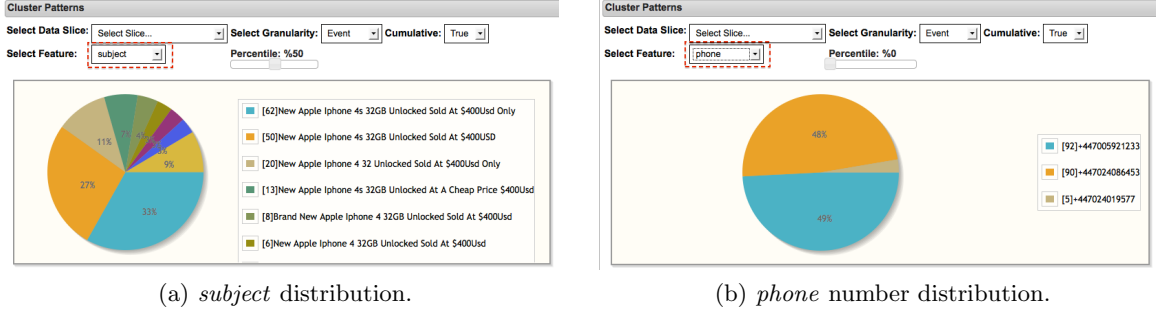 Cluster Patterns
Select Data Slice: Select Slice... Select Granularity: Event Cumulative: True
Select Feature: subject Percentile: %50
33%
27%
11%
7%
4%
9%
[62]New Apple Iphone 4s 32GB Unlocked Sold At $400Usd Only
[50]New Apple Iphone 4s 32GB Unlocked Sold At $400USD
[20]New Apple Iphone 4 32 Unlocked Sold At $400Usd Only
[13]New Apple Iphone 4s 32GB Unlocked At A Cheap Price $400Usd
[8]Brand New Apple Iphone 4 32GB Unlocked Sold At $400Usd
[6]New Apple Iphone 4 32GB Unlocked Sold At $400Usd
(a) subject distribution.
Cluster Patterns
Select Data Slice: Select Slice... Select Granularity: Event Cumulative: True
Select Feature: phone Percentile: %0
48%
49%
[92]+447005921233
[90]+447024086453
[5]+447024019577
(b) phone number distribution.